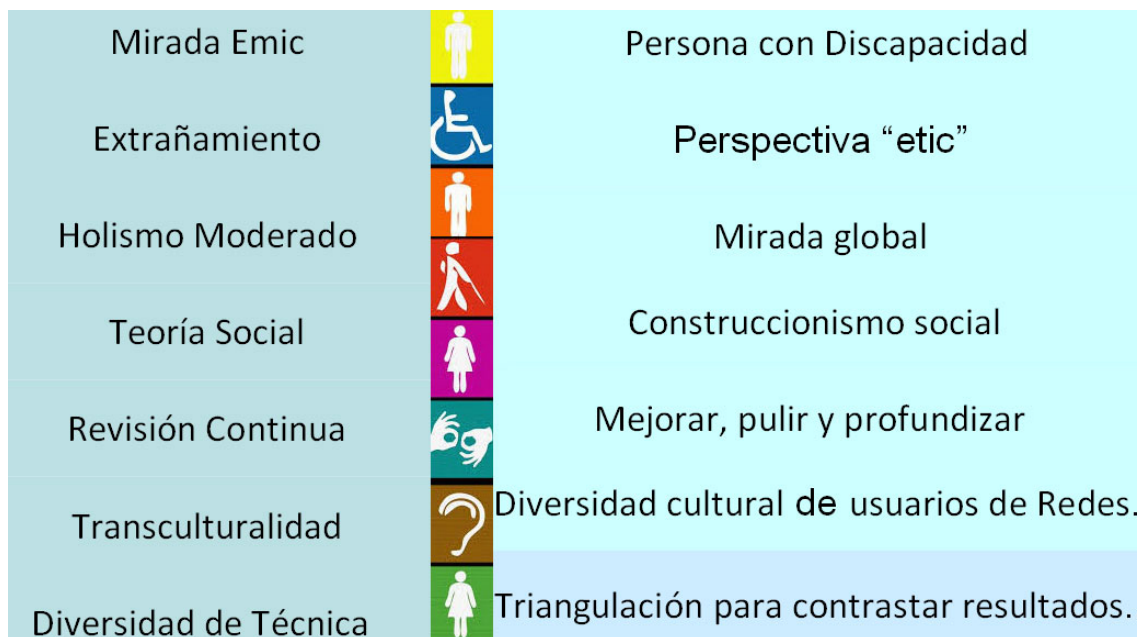 Mirada Emic
Persona con Discapacidad
Extrañamiento
Perspectiva “etic”
Holismo Moderado
Mirada global
Teoría Social
Construccionismo social
Revisión Continua
Mejorar, pulir y profundizar
Transculturalidad
Diversidad cultural de usuarios de Redes.
Diversidad de Técnica
Triangulación para contrastar resultados.